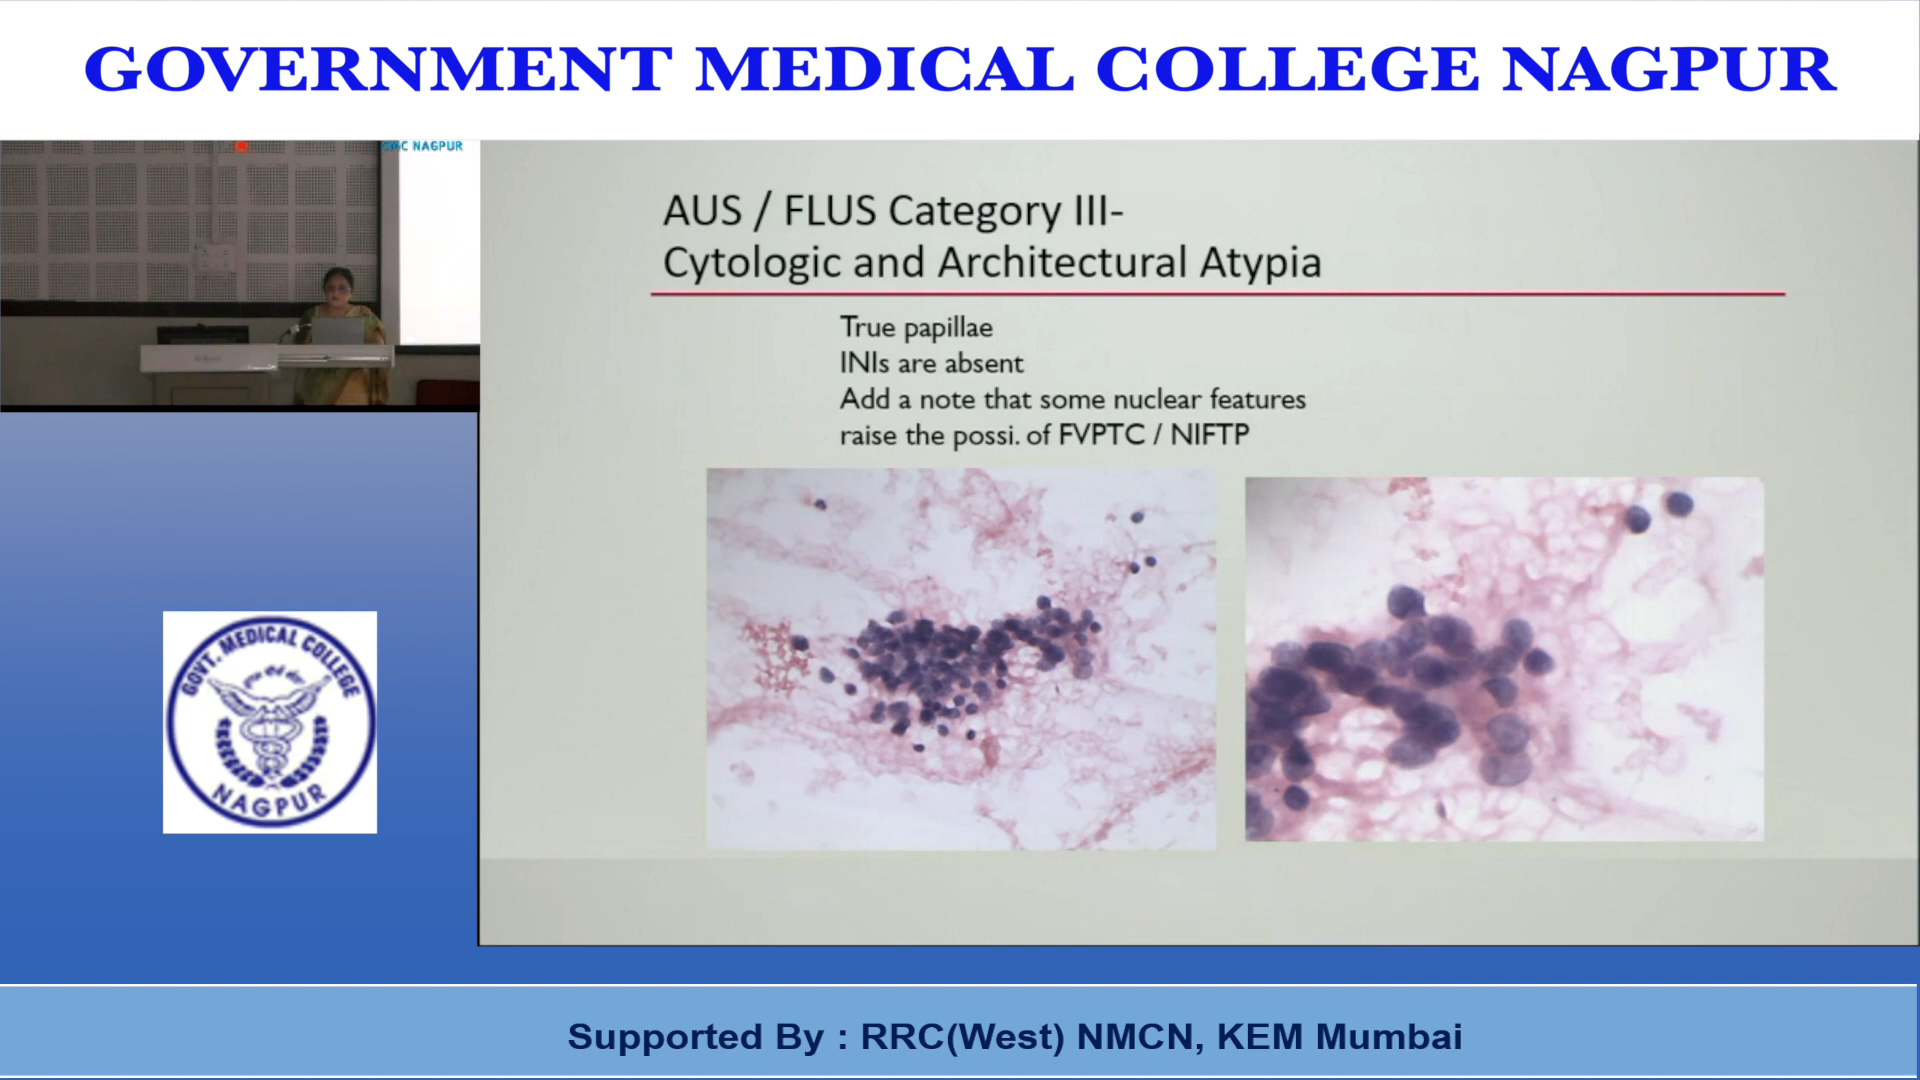 GOVERNMENT MEDICAL COLLEGE NAGPUR
GMC NAGPUR
AUS / FLUS Category III-
Cytologic and Architectural Atypia
True papillae
INIs are absent
Add a note that some nuclear features
raise the possi. of FVPTC / NIFTP
GOVT. MEDICAL COLLEGE
NAGPUR
Supported By : RRC(West) NMCN, KEM Mumbai